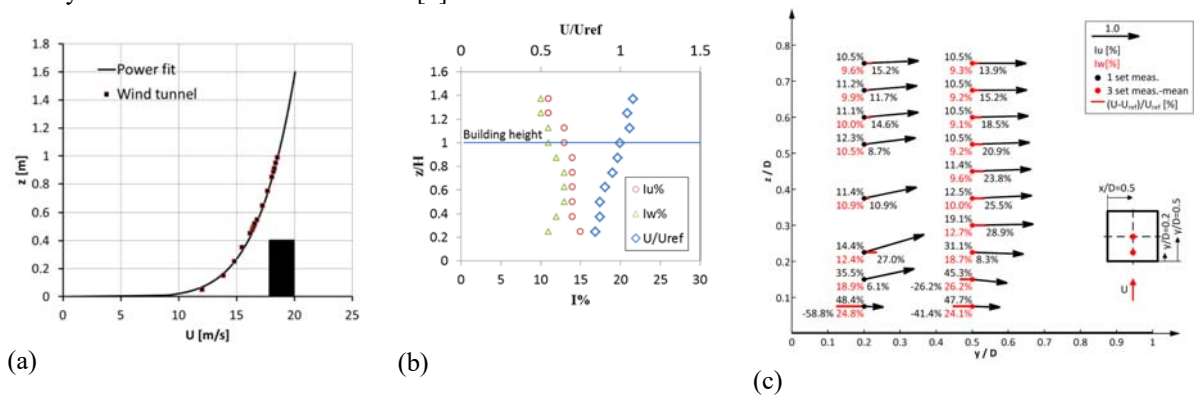 1.8
1.6
1.4
1.2
1
0.8
0.6
0.4
0.2
0
z [m]
Power fit
Wind tunnel
0 5 10 15 20 25
U [m/s]
(a)
U/Uref
0 0.5 1 1.5
1.6
1.4
1.2
1
0.8
0.6
0.4
0.2
0
z/H
Building height
Iu%
Iw%
U/Uref
0 10 20 30
I%
(b)
z / D
0.8
0.7
0.6
0.5
0.4
0.3
0.2
0.1
10.5%
9.6% 15.2%
11.2%
9.9% 11.7%
11.1%
10.0% 14.6%
12.3%
10.5% 8.7%
11.4%
10.9% 10.9%
14.4%
12.4% 27.0%
35.5%
18.9% 6.1%
48.4%
-58.8% 24.8%
10.5%
9.3% 13.9%
10.5%
9.2% 15.2%
10.5%
9.1% 18.5%
10.5%
9.2% 20.9%
11.4%
9.6% 23.8%
12.5%
10.0% 25.5%
19.1%
12.7% 28.9%
31.1%
18.7% 8.3%
45.3%
-26.2% 26.2%
47.7%
-41.4% 24.1%
1.0
Iu [%]
Iw[%]
1 set meas.
3 set meas.-mean
(U-Uref)/Uref [%]
x/D=0.5
y/D=0.2
y/D=0.5
U
0 0.1 0.2 0.3 0.4 0.5 0.6 0.7 0.8 0.9 1
y / D
(c)